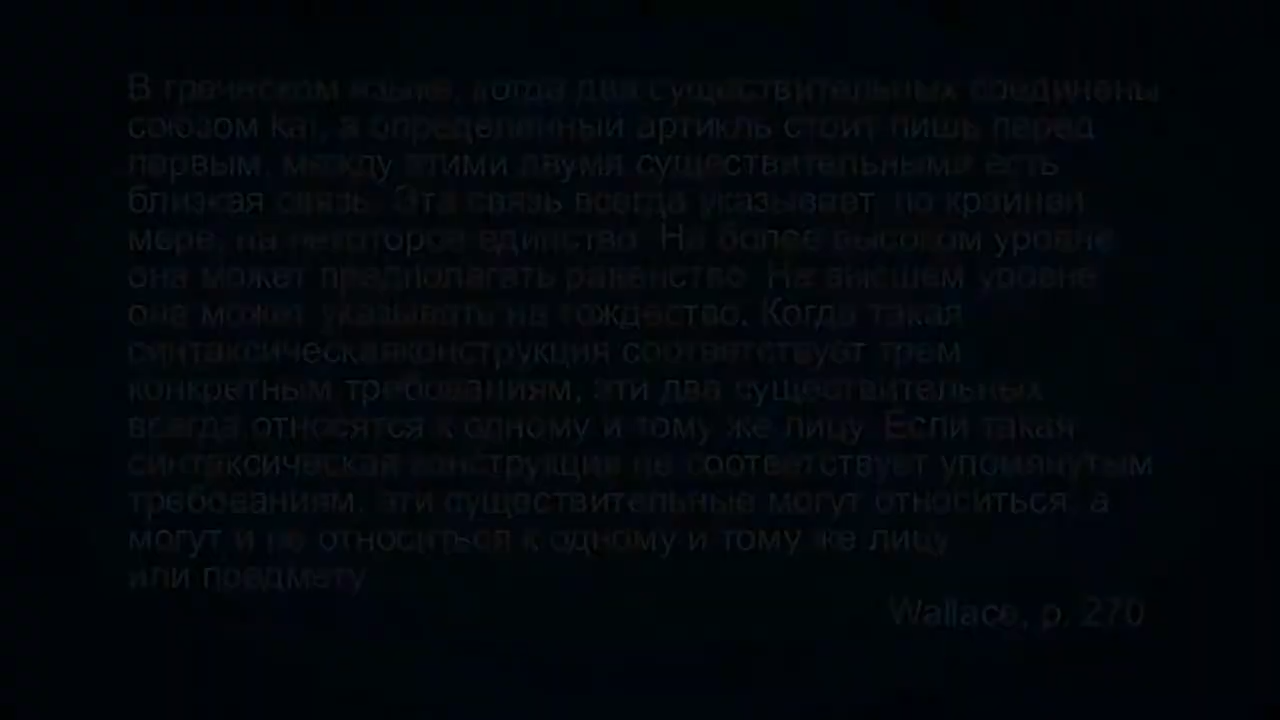 В греческом языке, когда два существительных соединены
союзом kai, а определенный артикль стоит лишь перед
первым, между этими двумя существительными есть
близкая связь. Эта связь всегда указывает, по крайней
мере, на некоторое единство. На более высоком уровне
она может предполагать равенство. На высшем уровне
она может указывать на тождество. Когда такая
синтаксическаяконструкция соответствует трем
конкретным требованиям, эти два существительных
всегда относятся к одному и тому же лицу. Если такая
синтаксическая конструкция не соответствует упомянутым
требованиям, эти существительные могут относиться, а
могут и не относиться к одному и тому же лицу
или предмету.
Wallace, p. 270